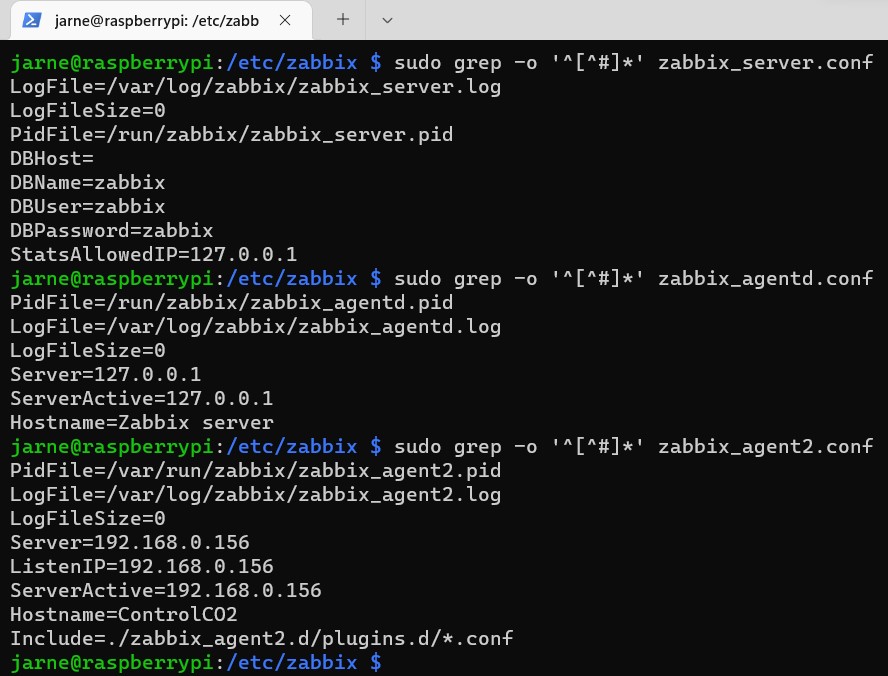 jarne@raspberrypi: /etc/zabb
jarne@raspberrypi:/etc/zabbix $ sudo grep -o '^[^#]*' zabbix_server.conf
LogFile=/var/log/zabbix/zabbix_server.log
LogFileSize=0
PidFile=/run/zabbix/zabbix_server.pid
DBHost=
DBName=zabbix
DBUser=zabbix
DBPassword=zabbix
StatsAllowedIP=127.0.0.1
jarne@raspberrypi:/etc/zabbix $ sudo grep -o '^[^#]*' zabbix_agentd.conf
PidFile=/run/zabbix/zabbix_agentd.pid
LogFile=/var/log/zabbix/zabbix_agentd.log
LogFileSize=0
Server=127.0.0.1
ServerActive=127.0.0.1
Hostname=Zabbix server
jarne@raspberrypi:/etc/zabbix $ sudo grep -o '^[^#]*' zabbix_agent2.conf
PidFile=/var/run/zabbix/zabbix_agent2.pid
LogFile=/var/log/zabbix/zabbix_agent2.log
LogFileSize=0
Server=192.168.0.156
ListenIP=192.168.0.156
ServerActive=192.168.0.156
Hostname=ControlCO2
Include=./zabbix_agent2.d/plugins.d/*.conf
jarne@raspberrypi:/etc/zabbix $